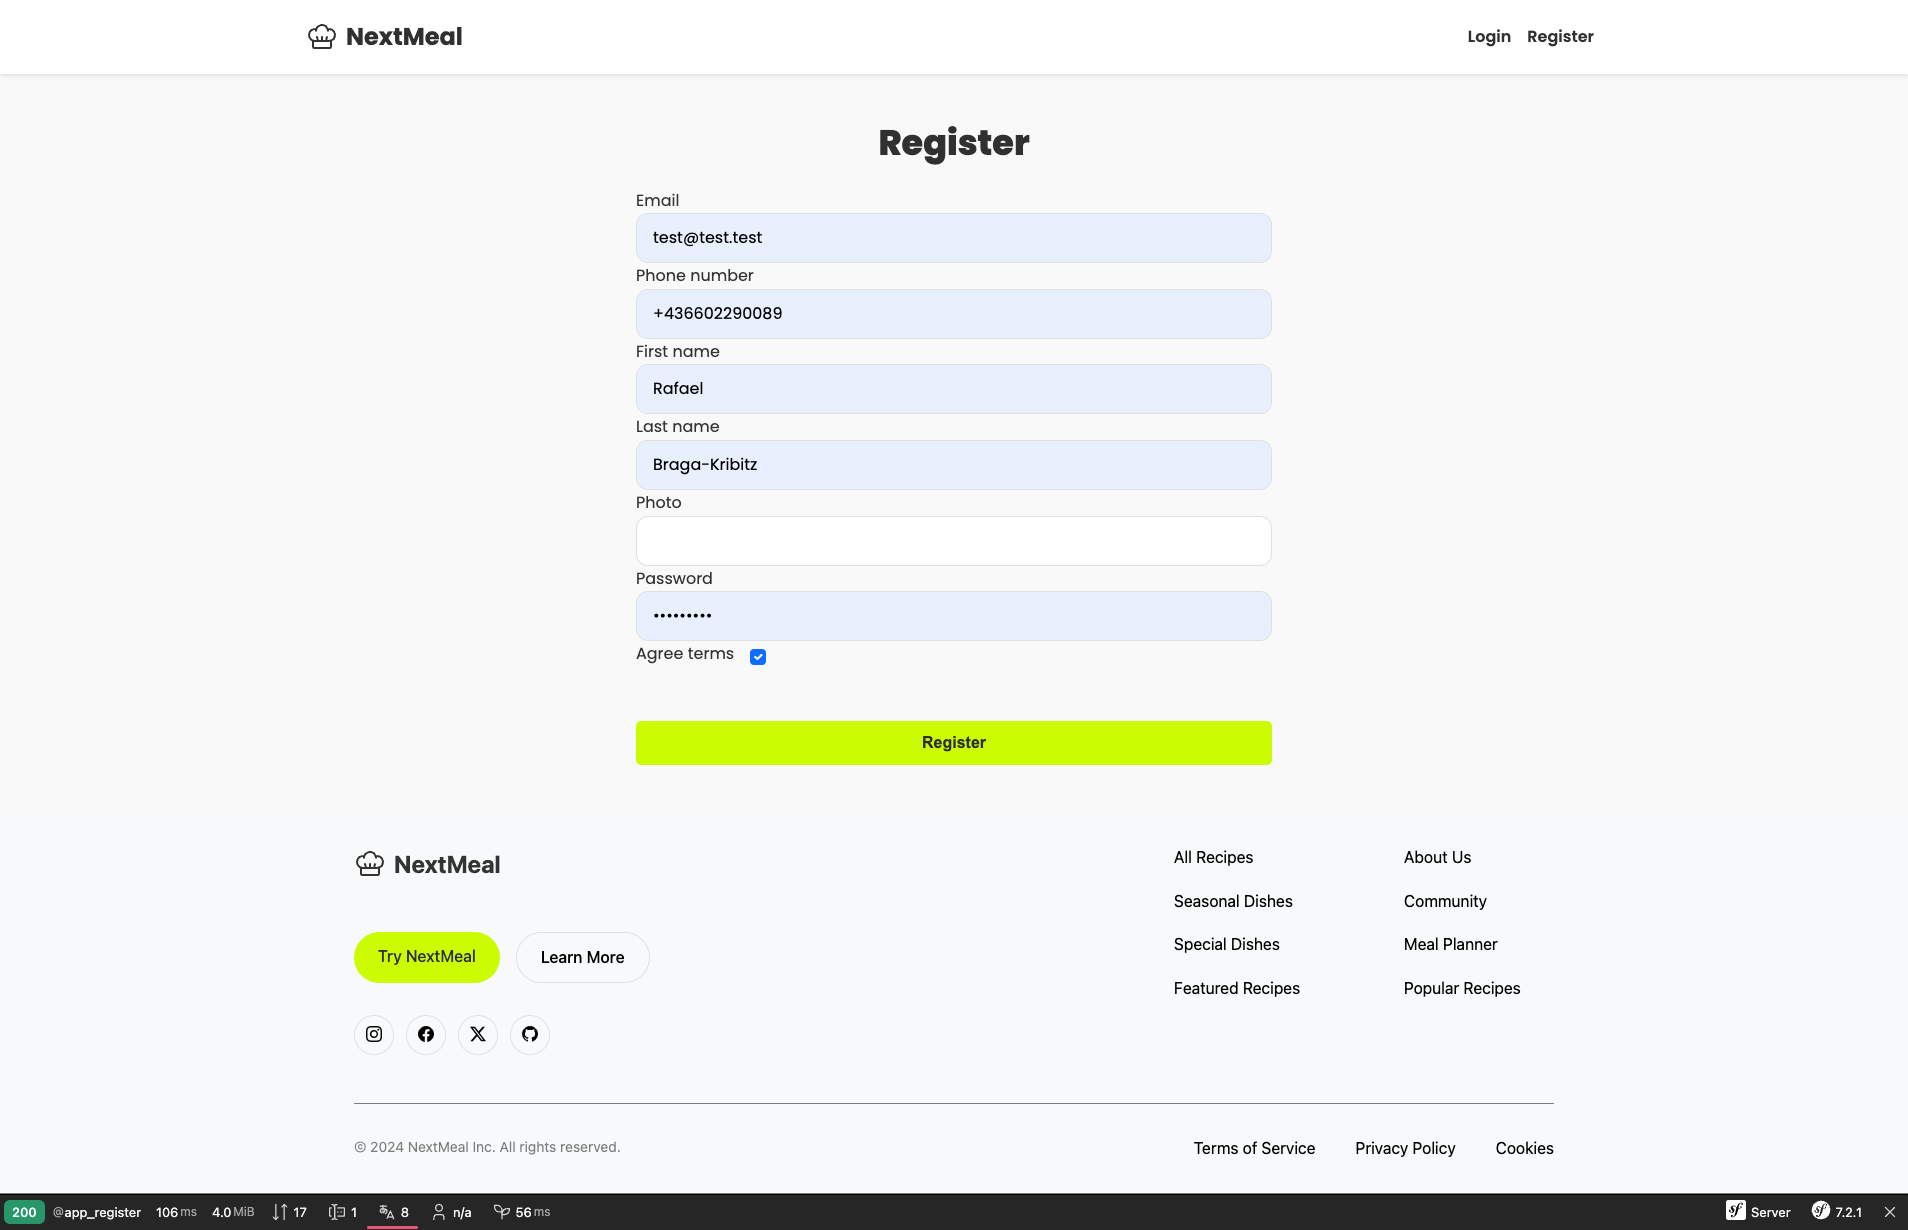 NextMeal
Login Register
Register
Email
test@test.test
Phone number
+436602290089
First name
Rafael
Last name
Braga-Kribitz
Photo
Password
•••••••••
Agree terms
Register
NextMeal
Try NextMeal Learn More
All Recipes
Seasonal Dishes
Special Dishes
Featured Recipes
About Us
Community
Meal Planner
Popular Recipes
© 2024 NextMeal Inc. All rights reserved.
Terms of Service Privacy Policy Cookies
200 @app_register 106 ms 4.0 MiB 17 1 8 n/a 56 ms Server 7.2.1